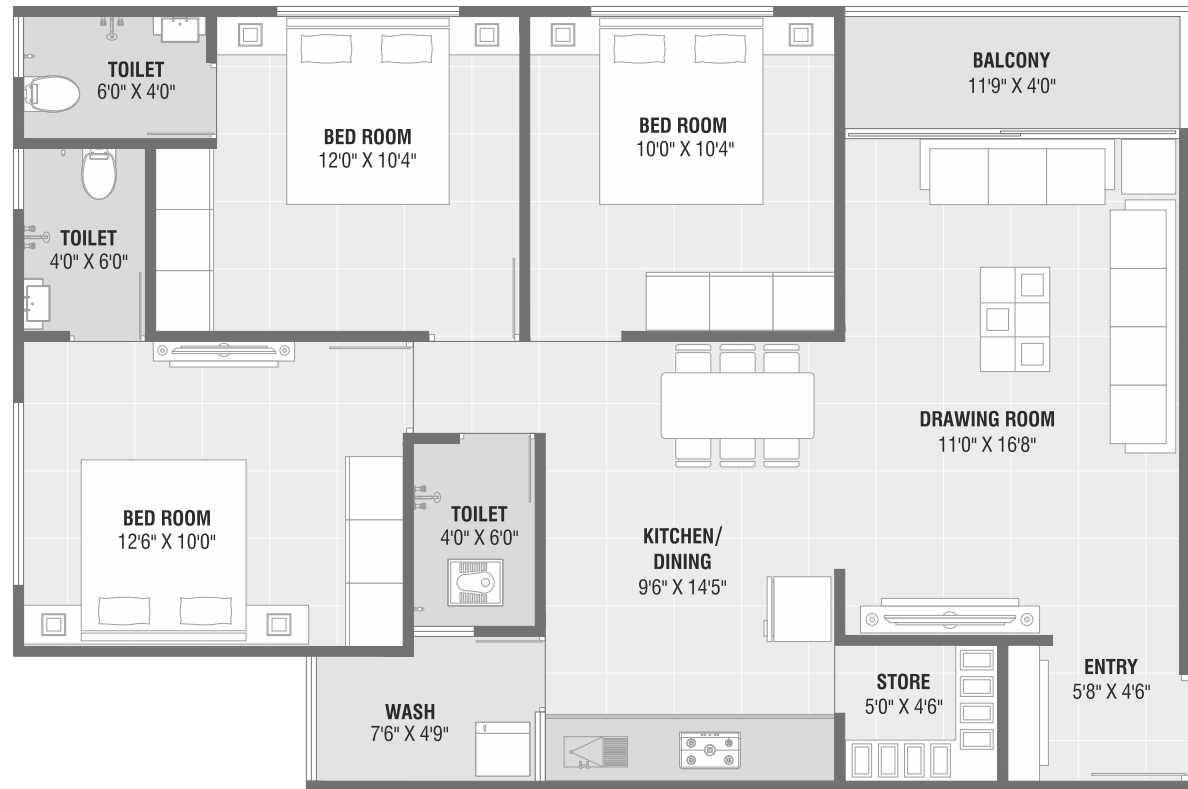 TOILET
6'0" X 4'0"
BED ROOM
12'0" X 10'4"
BED ROOM
10'0" X 10'4"
BALCONY
11'9" X 4'0"
TOILET
4'0" X 6'0"
DRAWING ROOM
11'0" X 16'8"
BED ROOM
12'6" X 10'0"
TOILET
4'0" X 6'0"
KITCHEN/
DINING
9'6" X 14'5"
WASH
7'6" X 4'9"
STORE
5'0" X 4'6"
ENTRY
5'8" X 4'6"